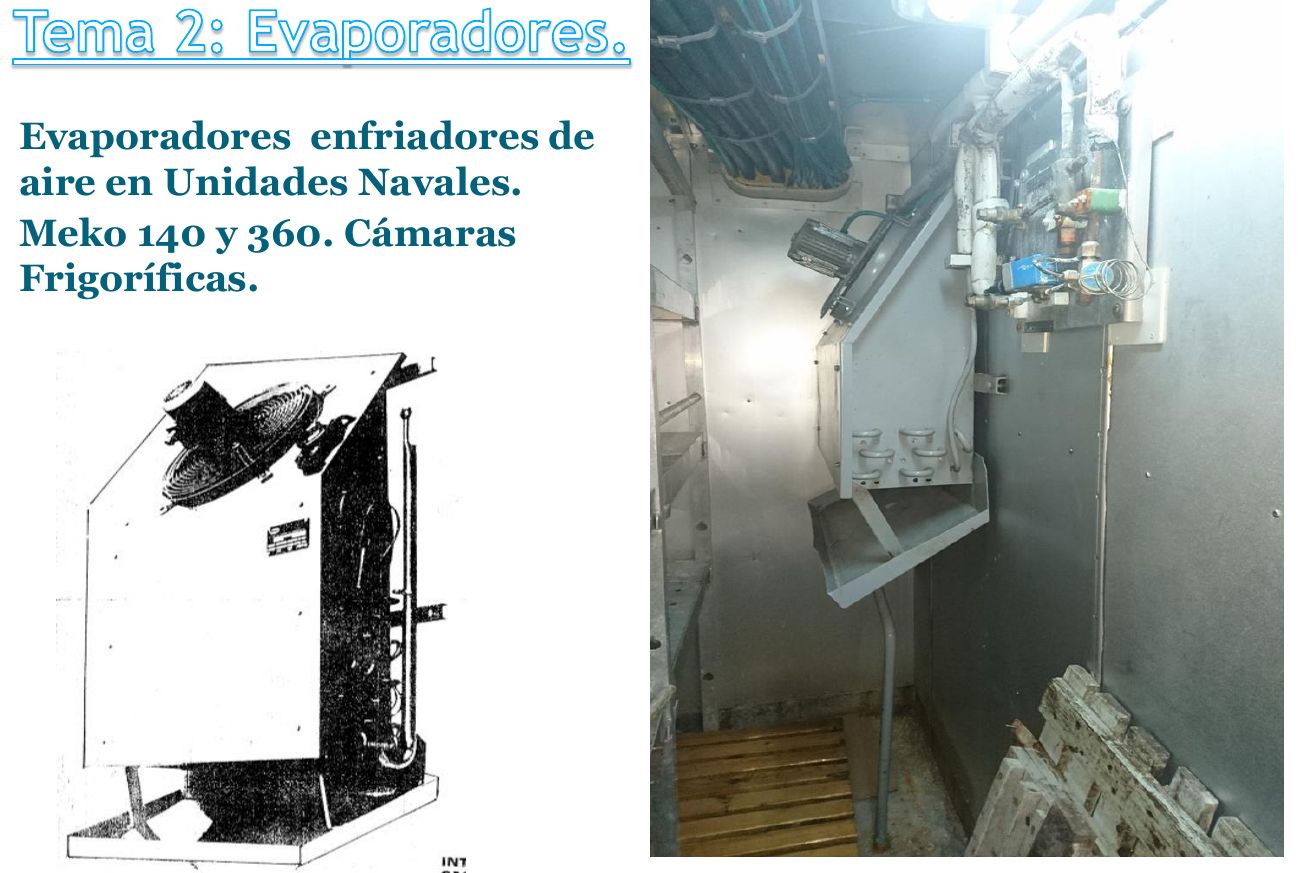 Tema 2: Evaporadores.
Evaporadores enfriadores de
aire en Unidades Navales.
Meko 140 y 360. Cámaras
Frigoríficas.
INT